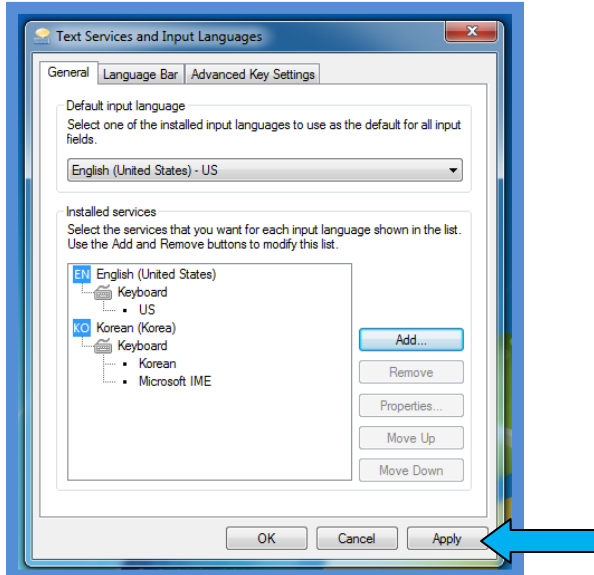 Text Services and Input Languages
General Language Bar Advanced Key Settings
Default input language
Select one of the installed input languages to use as the default for all input
fields.
English (United States) - US
Installed services
Select the services that you want for each input language shown in the list.
Use the Add and Remove buttons to modify this list.
EN English (United States)
Keyboard
US
KO Korean (Korea)
Keyboard
Korean
Microsoft IME
Add...
Remove
Properties...
Move Up
Move Down
OK Cancel Apply